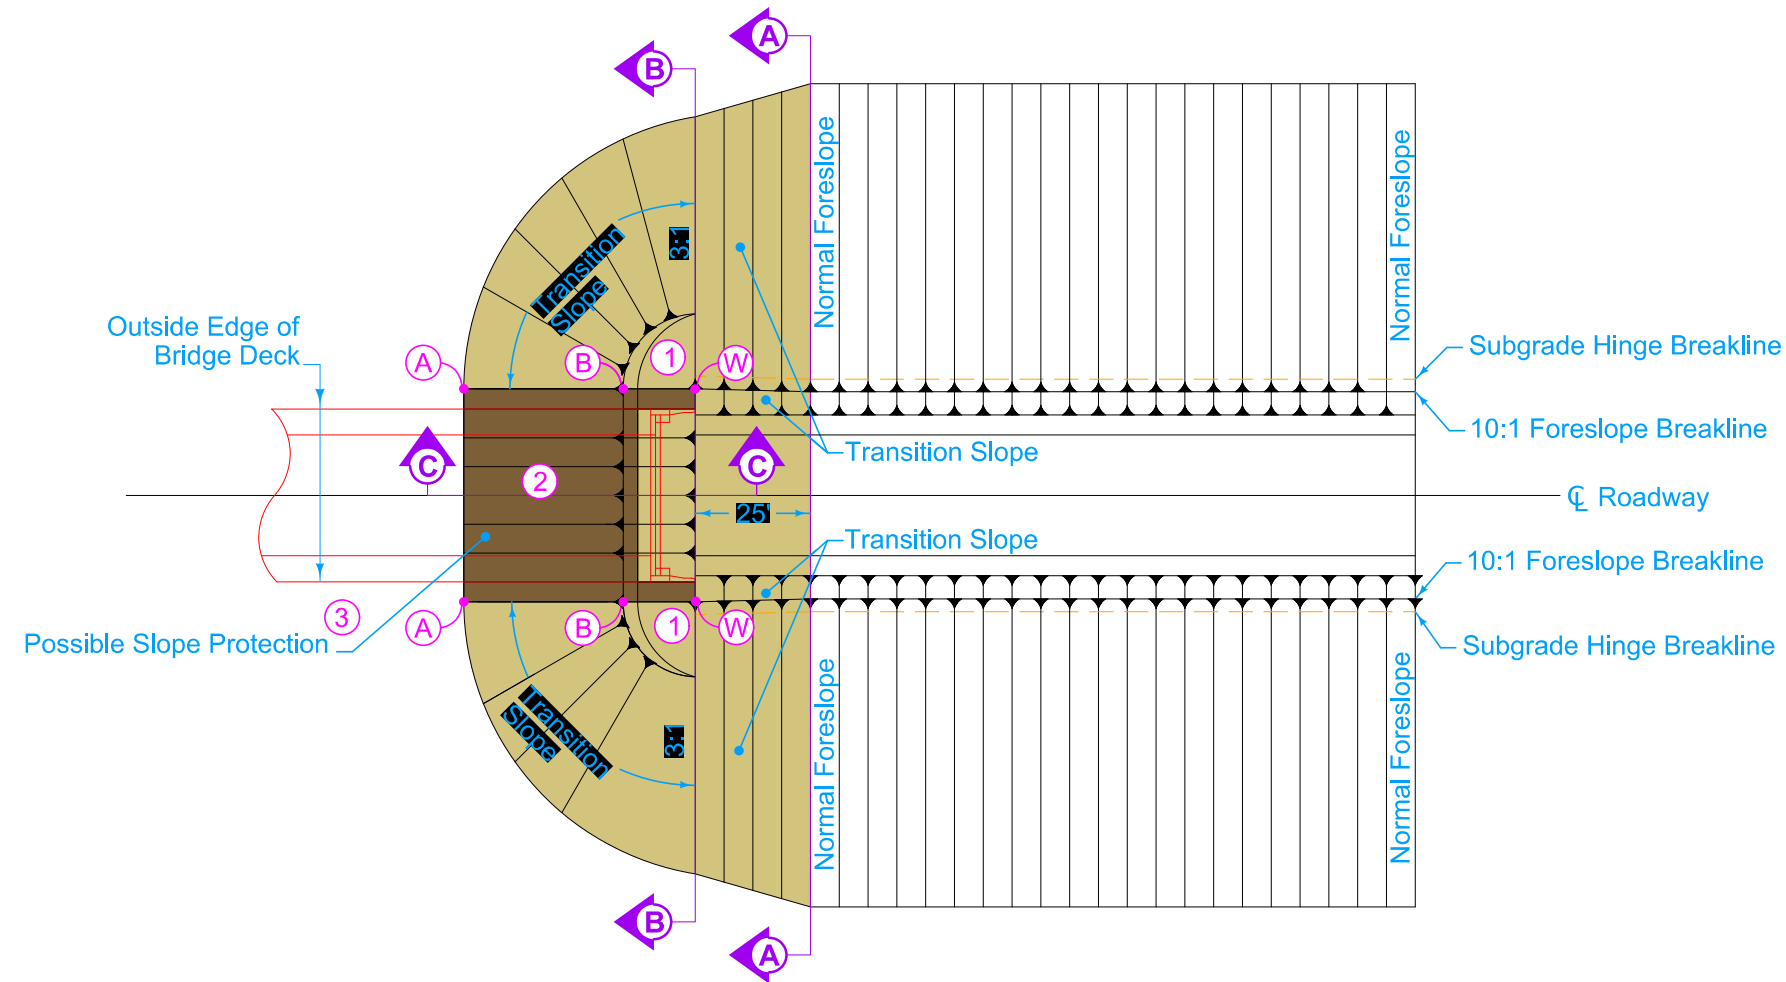 A
B
Normal Foreslope
Normal Foreslope
Transition
Slope
3:1
Outside Edge of
Bridge Deck
A
B
1
W
Subgrade Hinge Breakline
10:1 Foreslope Breakline
C
C
Transition Slope
2
25'
℄ Roadway
Transition Slope
10:1 Foreslope Breakline
3
A
B
1
W
Possible Slope Protection
Subgrade Hinge Breakline
Transition
Slope
3:1
Normal Foreslope
Normal Foreslope
B
A